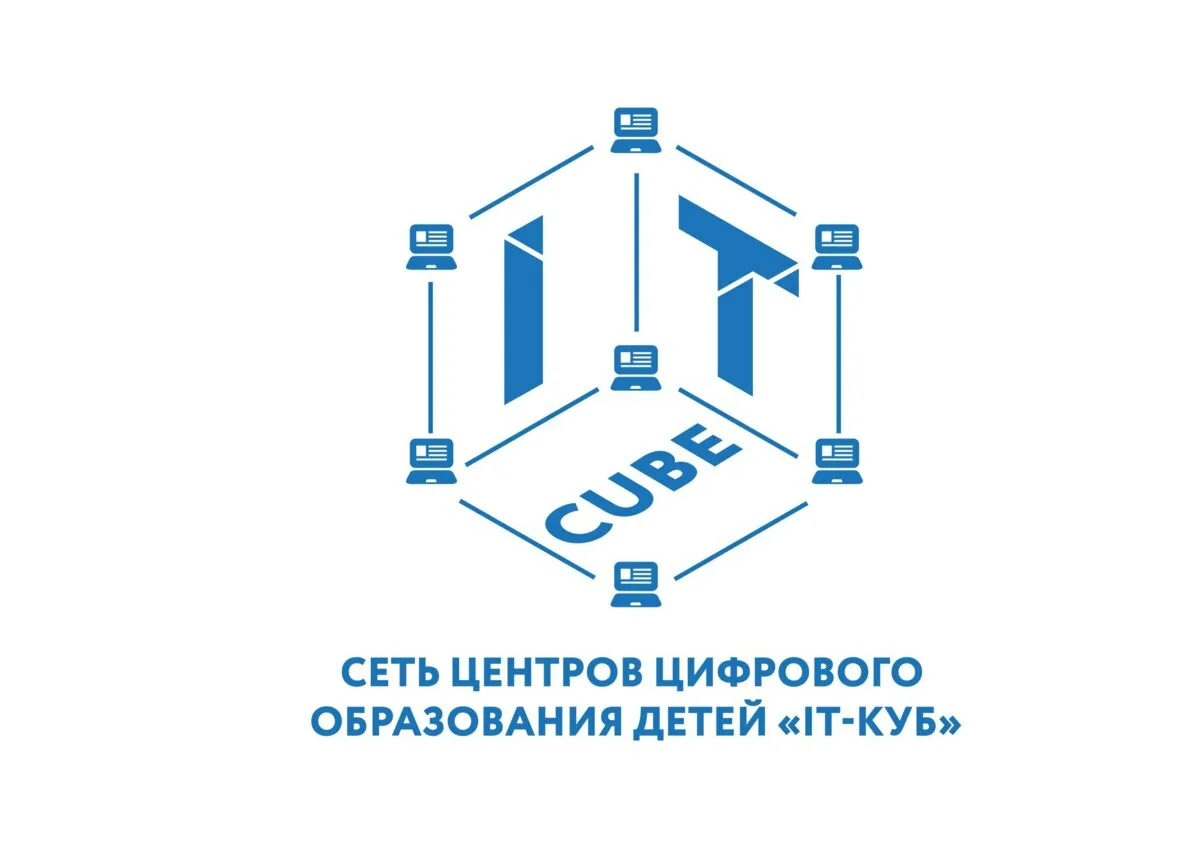 IT
CUBE
СЕТЬ ЦЕНТРОВ ЦИФРОВОГО
ОБРАЗОВАНИЯ ДЕТЕЙ «IT-КУБ»